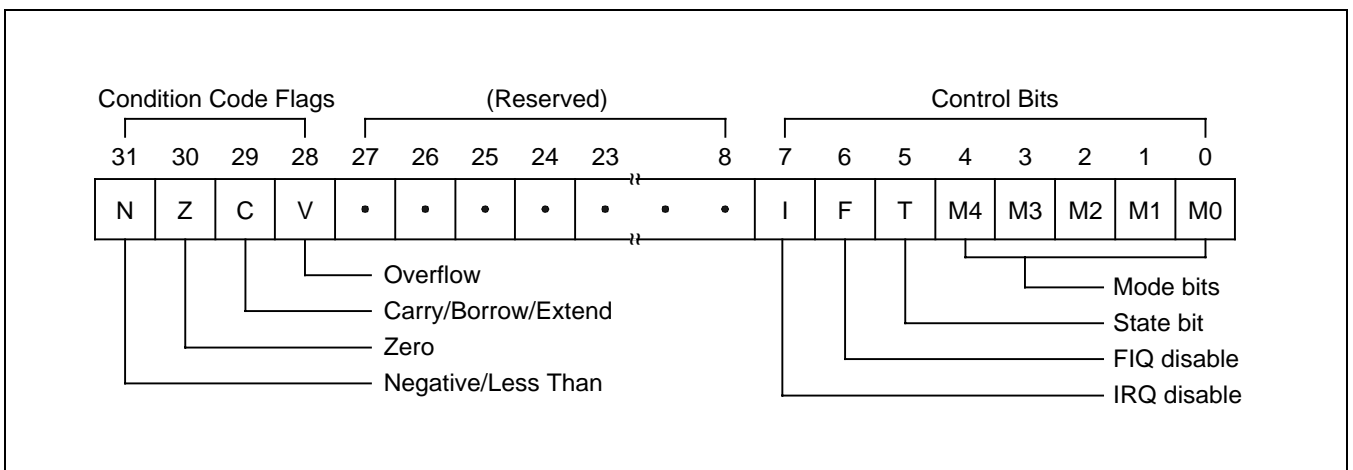 Condition Code Flags (Reserved) Control Bits
31 30 29 28 27 26 25 24 23 8 7 6 5 4 3 2 1 0
N Z C V • • • • • • • I F T M4 M3 M2 M1 M0
Overflow
Carry/Borrow/Extend
Zero
Negative/Less Than
Mode bits
State bit
FIQ disable
IRQ disable